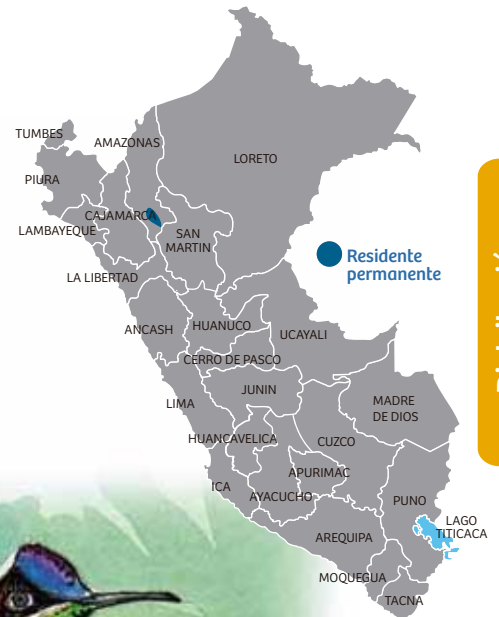 TUMBES
AMAZONAS
LORETO
PIURA
CAJAMARCA
LAMBAYEQUE
SAN
MARTIN
Residente
permanente
LA LIBERTAD
ANCASH
HUANUCO
UCAYALI
CERRO DE PASCO
JUNIN
LIMA
MADRE
DE DIOS
HUANCAVELICA
CUZCO
APURIMAC
ICA
AYACUCHO
PUNO
LAGO
TITICACA
AREQUIPA
MOQUEGUA
TACNA